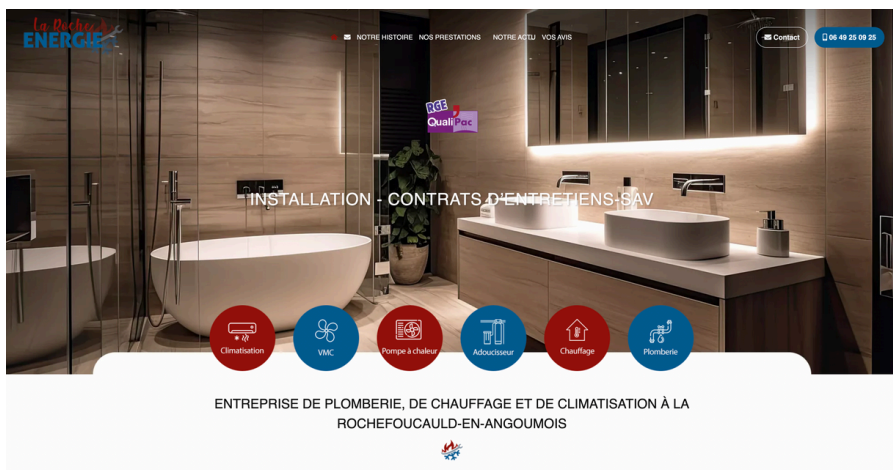 La Roche
ENERGIE
NOTRE HISTOIRE NOS PRESTATIONS NOTRE ACTU VOS AVIS
Contact
06 49 25 09 25
RGE
QualiPac
INSTALLATION - CONTRATS D'ENTRETIENS-SAV
Climatisation
VMC
Pompe à chaleur
Adoucisseur
Chauffage
Plomberie
ENTREPRISE DE PLOMBERIE, DE CHAUFFAGE ET DE CLIMATISATION À LA
ROCHEFOUCAULD-EN-ANGOUMOIS